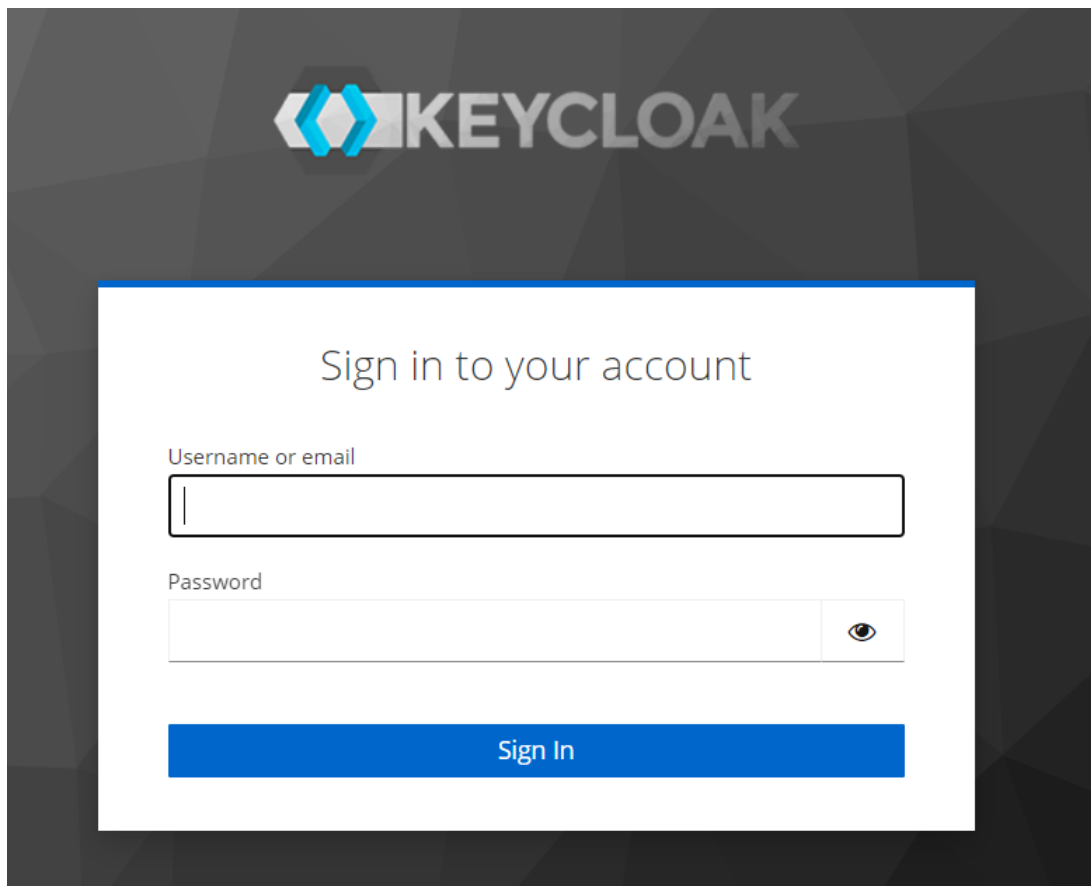 KEYCLOAK
Sign in to your account
Username or email
Password
Sign In